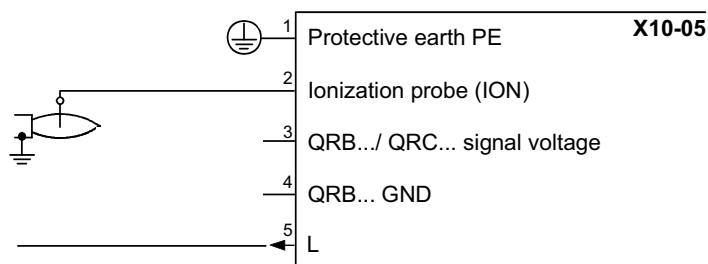 X10-05
1 Protective earth PE
2 Ionization probe (ION)
3 QRB.../ QRC... signal voltage
4 QRB... GND
5 L